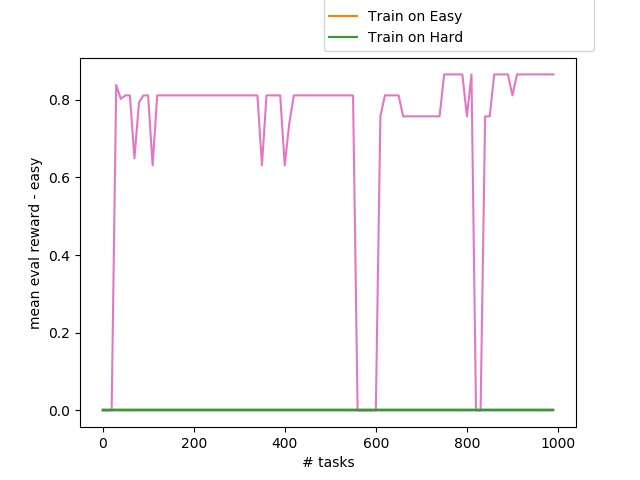 Train on Easy
Train on Hard
mean eval reward - easy
0.8
0.6
0.4
0.2
0.0
0 200 400 600 800 1000
# tasks